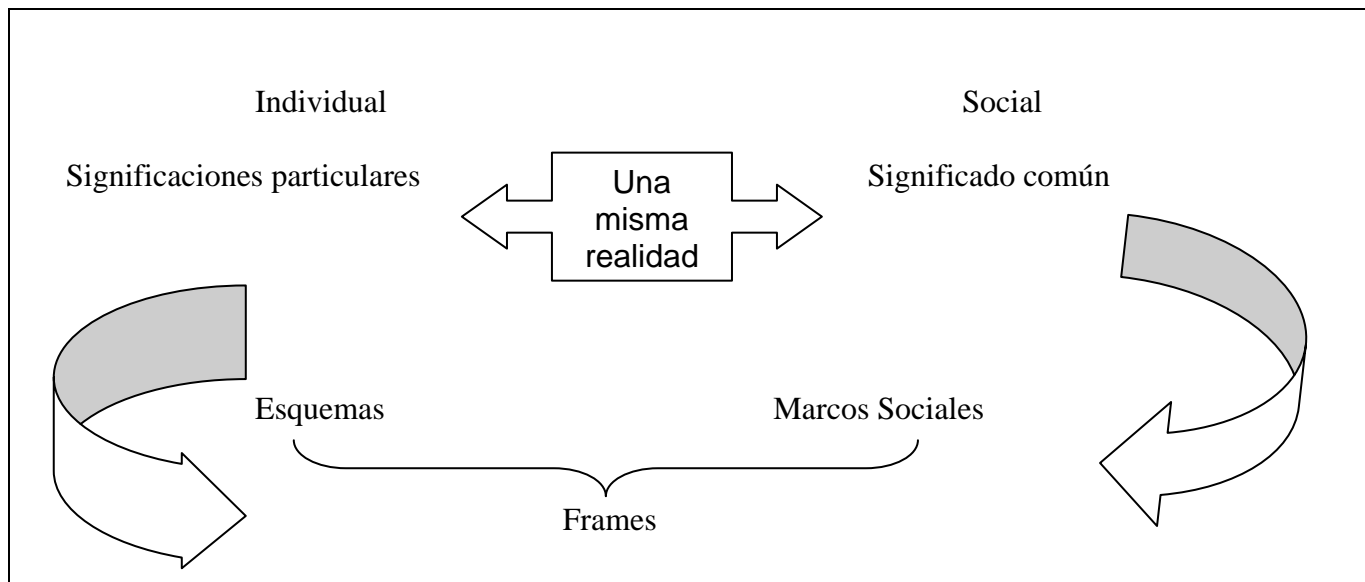 Individual
Social
Significaciones particulares
Una
misma
realidad
Significado común
Esquemas
Marcos Sociales
Frames